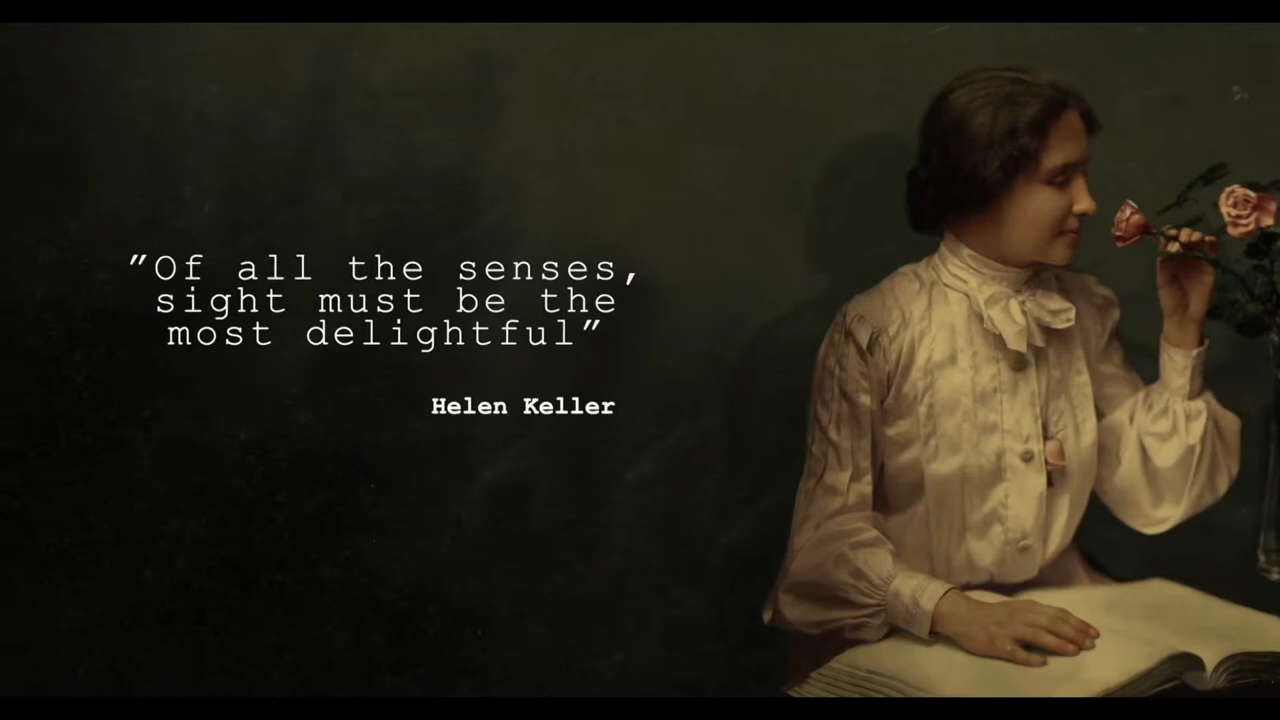 "Of all the senses,
sight must be the
most delightful"
Helen Keller